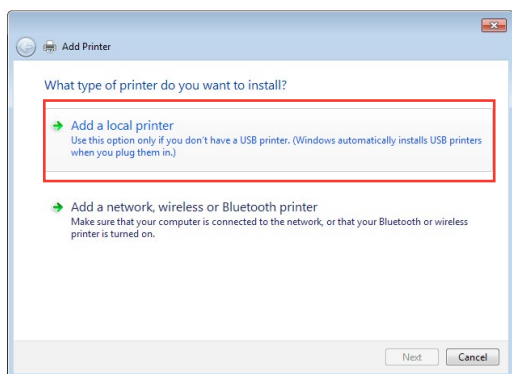 Add Printer
What type of printer do you want to install?
Add a local printer
Use this option only if you don't have a USB printer. (Windows automatically installs USB printers
when you plug them in.)
Add a network, wireless or Bluetooth printer
Make sure that your computer is connected to the network, or that your Bluetooth or wireless
printer is turned on.
Next Cancel